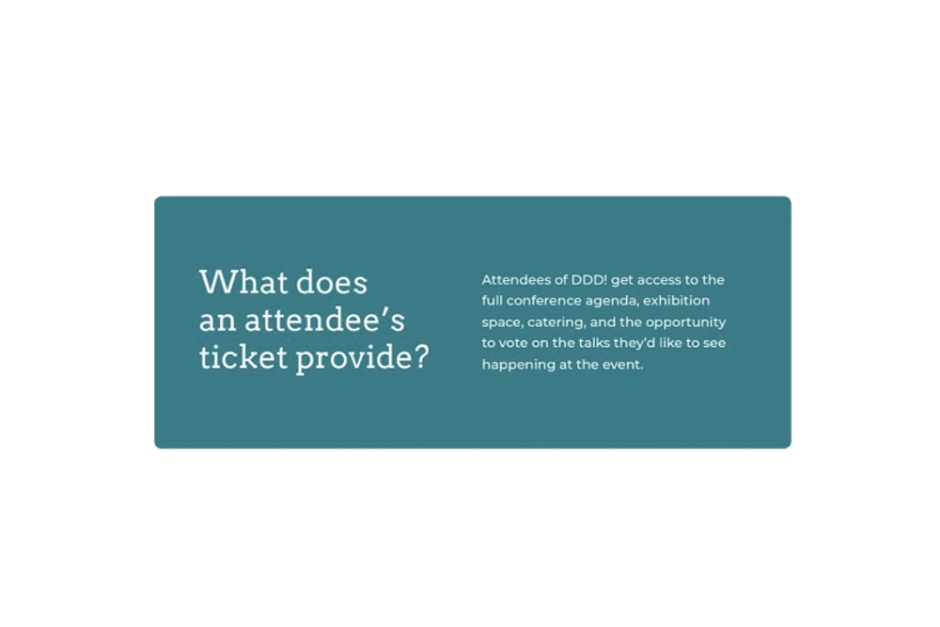 What does
an attendee’s
ticket provide?
Attendees of DDD! get access to the
full conference agenda, exhibition
space, catering, and the opportunity
to vote on the talks they'd like to see
happening at the event.